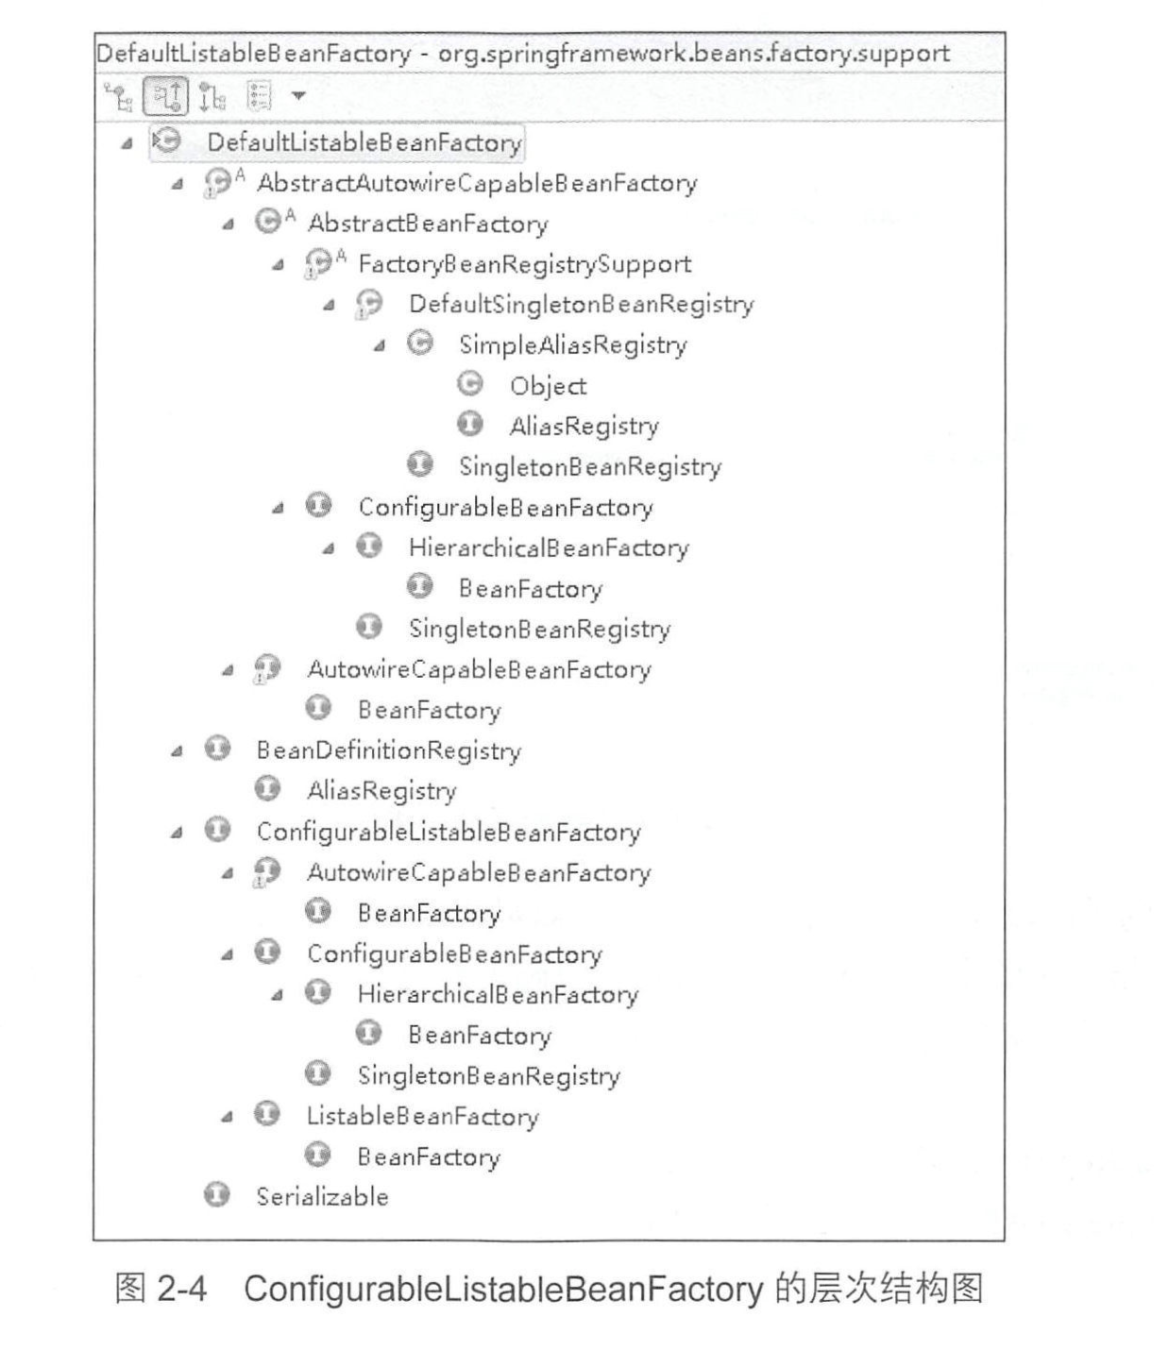 DefaultListableBeanFactory - org.springframework.beans.factory.support
DefaultListableBeanFactory
A AbstractAutowireCapableBeanFactory
A AbstractBeanFactory
A FactoryBeanRegistrySupport
DefaultSingletonBeanRegistry
SimpleAliasRegistry
Object
AliasRegistry
SingletonBeanRegistry
ConfigurableBeanFactory
HierarchicalBeanFactory
BeanFactory
SingletonBeanRegistry
AutowireCapableBeanFactory
BeanFactory
BeanDefinitionRegistry
AliasRegistry
ConfigurableListableBeanFactory
AutowireCapableBeanFactory
BeanFactory
ConfigurableBeanFactory
HierarchicalBeanFactory
BeanFactory
SingletonBeanRegistry
ListableBeanFactory
BeanFactory
Serializable
图 2-4 ConfigurableListableBeanFactory 的层次结构图